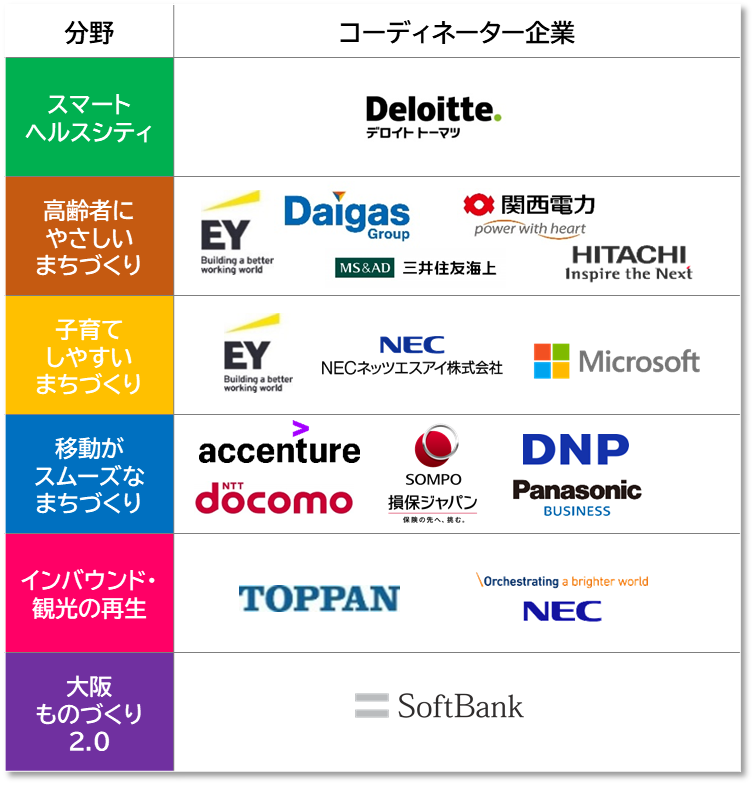 分野
コーディネーター企業
スマート
ヘルスシティ
Deloitte.
デロイト トーマツ
高齢者に
やさしい
まちづくり
EY
Building a better
working world
Daigas
Group
関西電力
power with heart
MS&AD 三井住友海上
HITACHI
Inspire the Next
子育て
しやすい
まちづくり
EY
Building a better
working world
NEC
NECネッツエスアイ株式会社
Microsoft
移動が
スムーズな
まちづくり
accenture
NTT
docomo
SOMPO
損保ジャパン
保険の先へ、挑む。
DNP
Panasonic
BUSINESS
インバウンド・
観光の再生
TOPPAN
\Orchestrating a brighter world
NEC
大阪
ものづくり
2.0
SoftBank